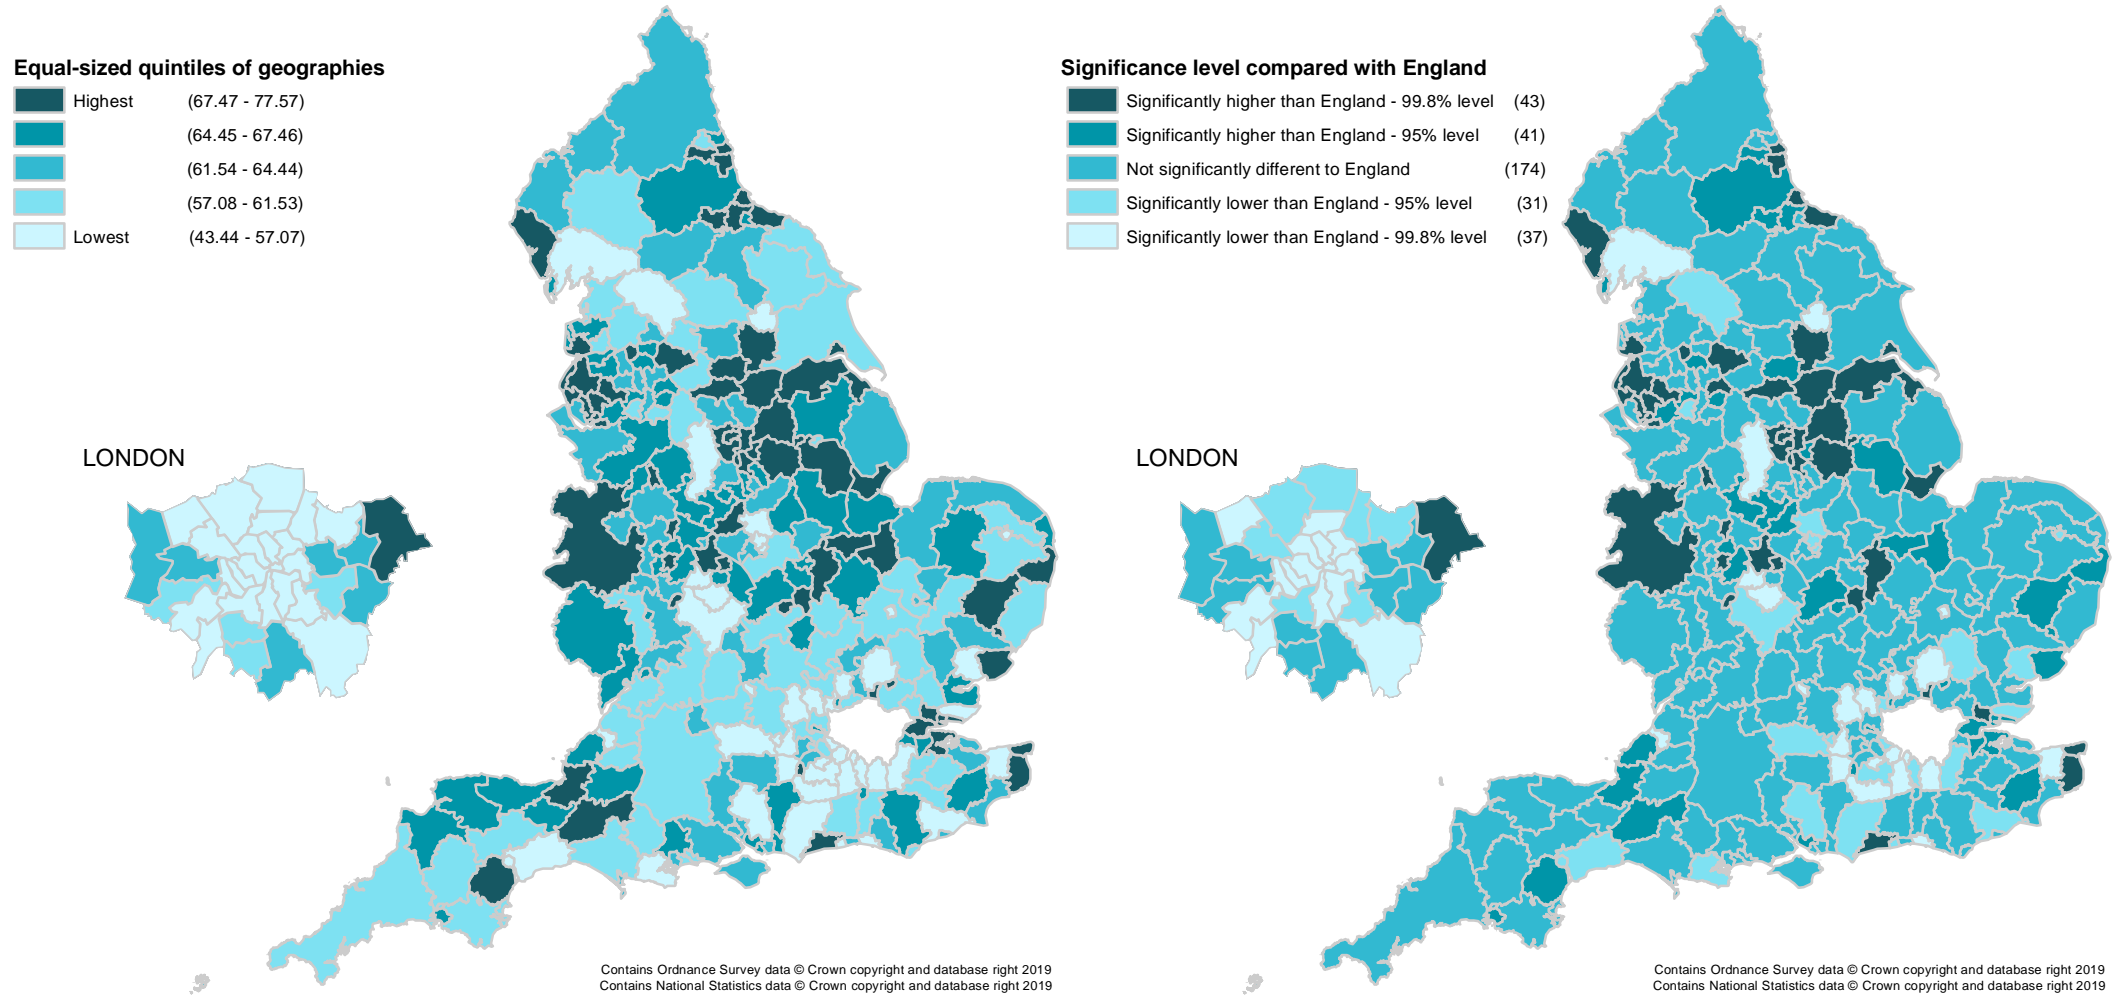 Equal-sized quintiles of geographies
Highest (67.47 - 77.57)
(64.45 - 67.46)
(61.54 - 64.44)
(57.08 - 61.53)
Lowest (43.44 - 57.07)
LONDON
Contains Ordnance Survey data © Crown copyright and database right 2019
Contains National Statistics data © Crown copyright and database right 2019
Significance level compared with England
Significantly higher than England - 99.8% level (43)
Significantly higher than England - 95% level (41)
Not significantly different to England (174)
Significantly lower than England - 95% level (31)
Significantly lower than England - 99.8% level (37)
LONDON
Contains Ordnance Survey data © Crown copyright and database right 2019
Contains National Statistics data © Crown copyright and database right 2019